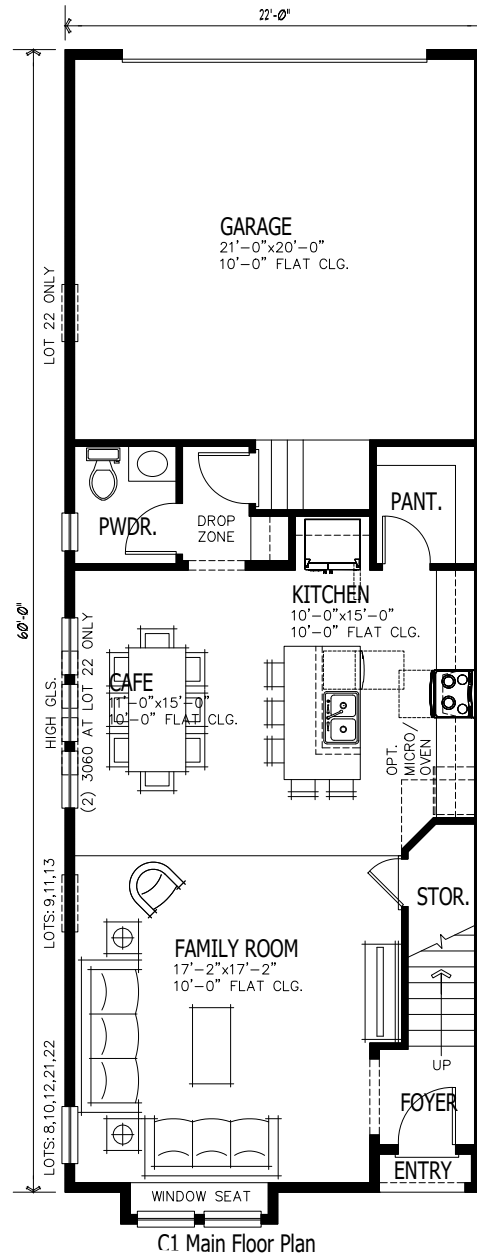 22'-0"
GARAGE
21'-0"x20'-0"
10'-0" FLAT CLG.
LOT 22 ONLY
PWDR.
DROP
ZONE
PANT.
60'-0"
KITCHEN
10'-0"x15'-0"
10'-0" FLAT CLG.
HIGH GLS.
(2) 3060 AT LOT 22 ONLY
CAFE
11'-0"x15'-0"
10'-0" FLAT CLG.
OPT.
MICRO/
OVEN
LOTS: 9,11,13
STOR.
FAMILY ROOM
17'-2"x17'-2"
10'-0" FLAT CLG.
UP
LOTS: 8,10,12,21,22
FOYER
ENTRY
WINDOW SEAT
C1 Main Floor Plan